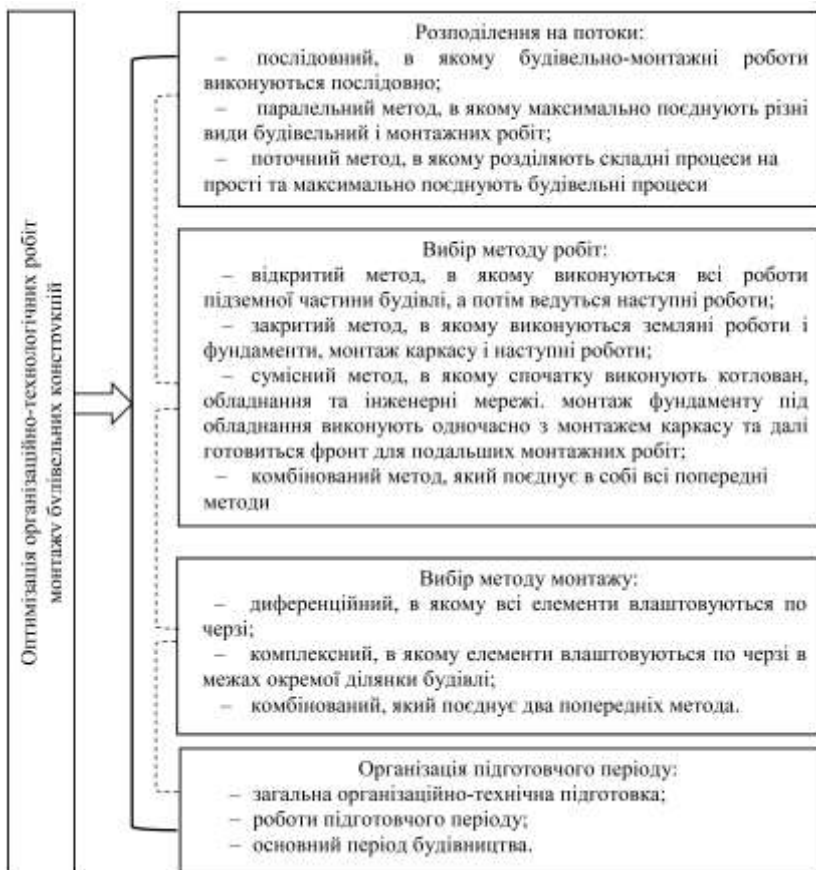 Оптимізація організаційно-технологічних робіт
монтажу будівельних конструкцій
Розподілення на потоки:
– послідовний, в якому будівельно-монтажні роботи
виконуються послідовно;
– паралельний метод, в якому максимально поєднують різні
види будівельний і монтажних робіт;
– поточний метод, в якому розділяють складні процеси на
прості та максимально поєднують будівельні процеси
Вибір методу робіт:
– відкритий метод, в якому виконуються всі роботи
підземної частини будівлі, а потім ведуться наступні роботи;
– закритий метод, в якому виконуються земляні роботи і
фундаменти, монтаж каркасу і наступні роботи;
– сумісний метод, в якому спочатку виконують котлован,
обладнання та інженерні мережі. монтаж фундаменту під
обладнання виконують одночасно з монтажем каркасу та далі
готовиться фронт для подальших монтажних робіт;
– комбінований метод, який поєднує в собі всі попередні
методи
Вибір методу монтажу:
– диференційний, в якому всі елементи влаштовуються по
черзі;
– комплексний, в якому елементи влаштовуються по черзі в
межах окремої ділянки будівлі;
– комбінований, який поєднує два попередніх метода.
Організація підготовчого періоду:
– загальна організаційно-технічна підготовка;
– роботи підготовчого періоду;
– основний період будівництва.